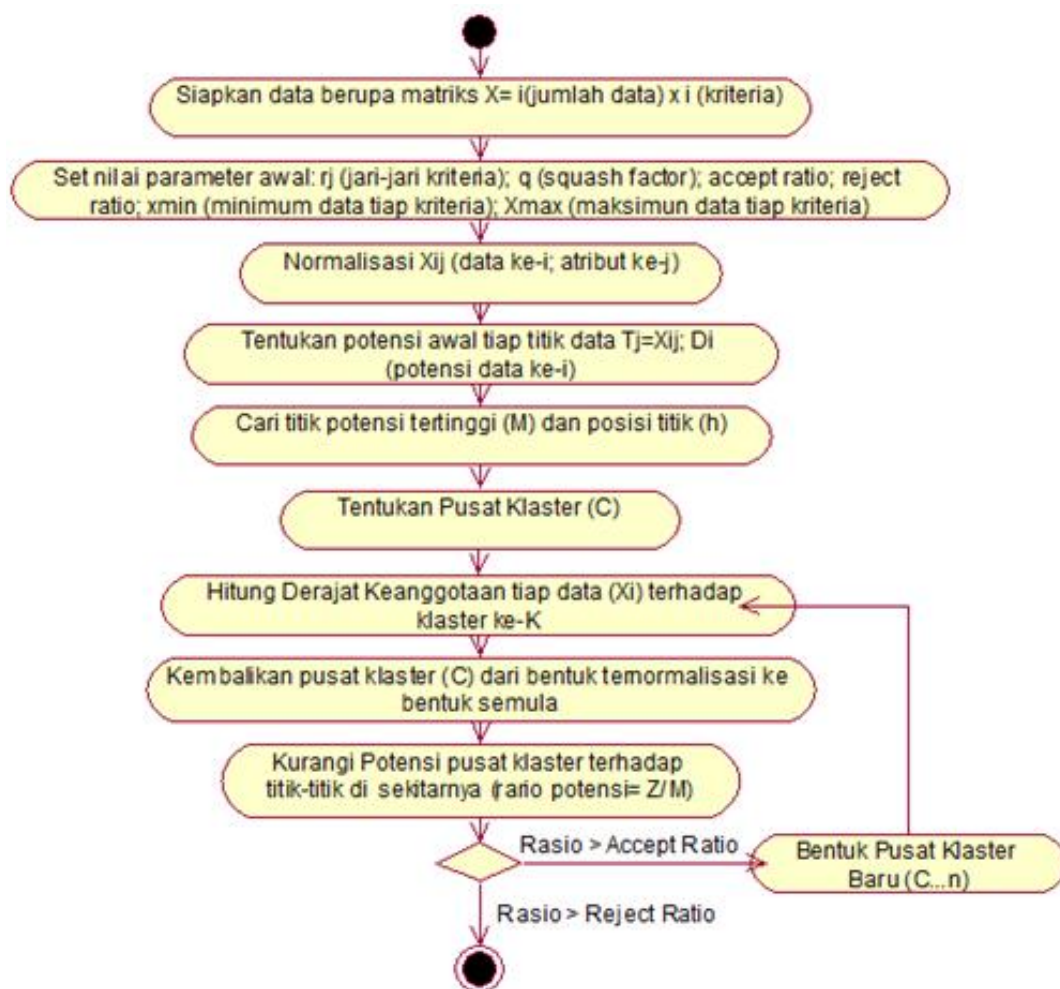 Siapkan data berupa matriks X= i(jumlah data) x i (kriteria)
Set nilai parameter awal: rj (jari-jari kriteria); q (squash factor); accept ratio; reject
ratio; xmin (minimum data tiap kriteria); Xmax (maksimun data tiap kriteria)
Normalisasi Xij (data ke-i; atribut ke-j)
Tentukan potensi awal tiap titik data Tj=Xij; Di
(potensi data ke-i)
Cari titik potensi tertinggi (M) dan posisi titik (h)
Tentukan Pusat Klaster (C)
Hitung Derajat Keanggotaan tiap data (Xi) terhadap
klaster ke-K
Kembalikan pusat klaster (C) dari bentuk ternormalisasi ke
bentuk semula
Kurangi Potensi pusat klaster terhadap
titik-titik di sekitarnya (rario potensi= Z/M)
Rasio > Accept Ratio
Bentuk Pusat Klaster
Baru (C...n)
Rasio > Reject Ratio